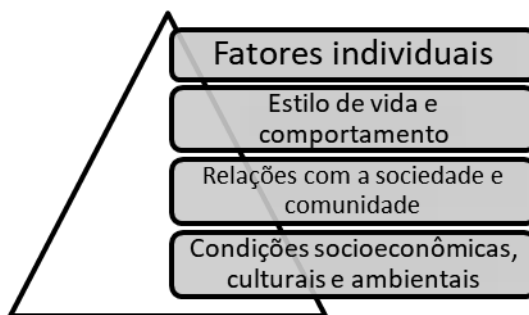 Fatores individuais
Estilo de vida e
comportamento
Relações com a sociedade e
comunidade
Condições socioeconômicas,
culturais e ambientais